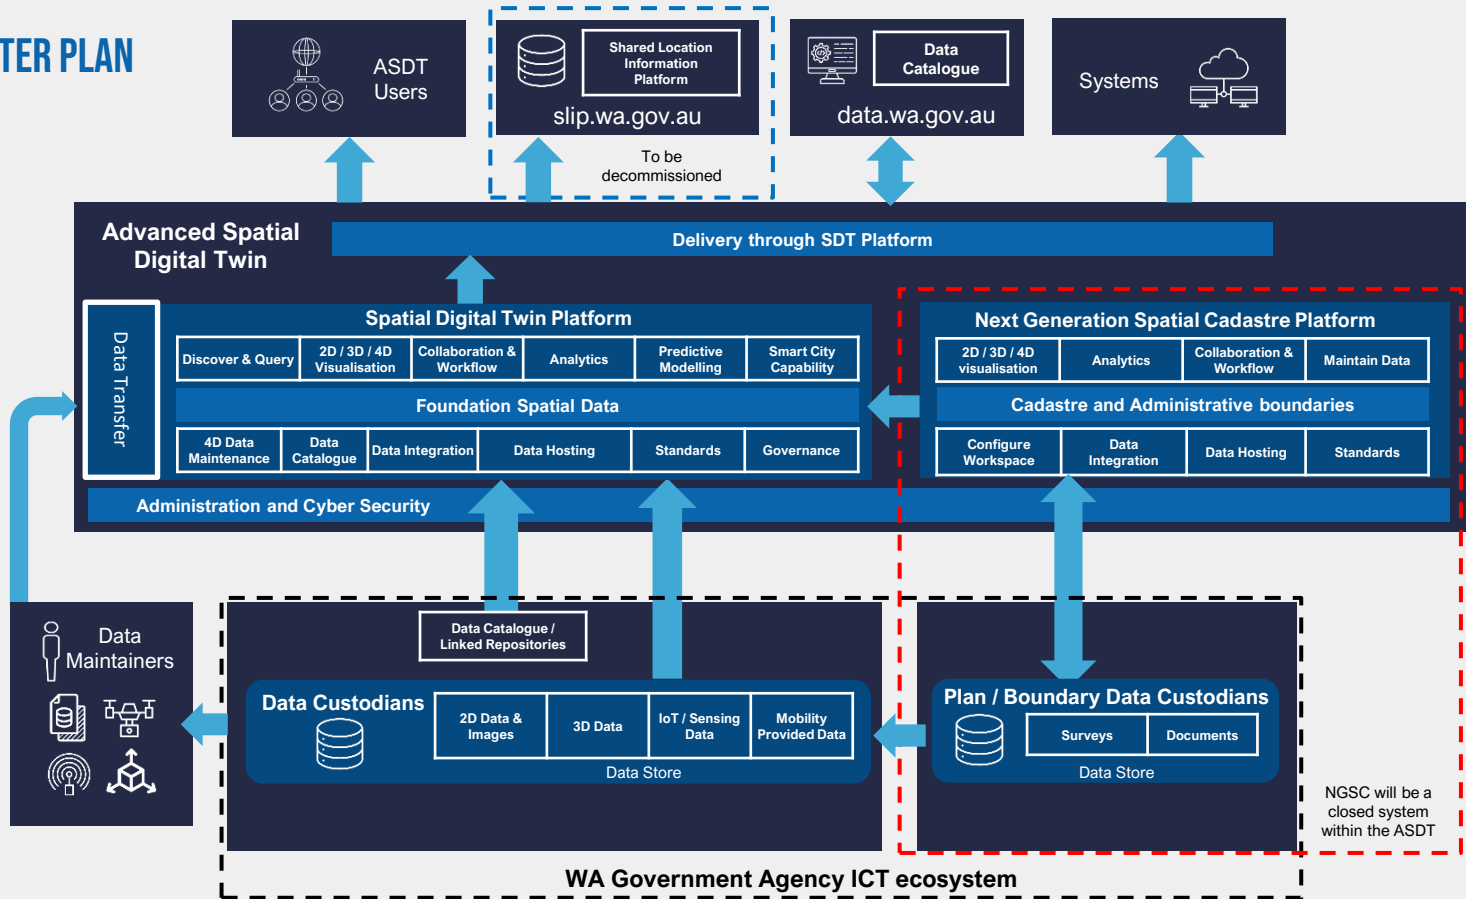 TER PLAN
ASDT
Users
Shared Location
Information
Platform
slip.wa.gov.au
To be
decommissioned
Data
Catalogue
data.wa.gov.au
Systems
Advanced Spatial
Digital Twin
Delivery through SDT Platform
Data Transfer
Spatial Digital Twin Platform
Discover & Query
2D / 3D / 4D
Visualisation
Collaboration &
Workflow
Analytics
Predictive
Modelling
Smart City
Capability
Foundation Spatial Data
4D Data
Maintenance
Data
Catalogue
Data Integration
Data Hosting
Standards
Governance
Next Generation Spatial Cadastre Platform
2D / 3D / 4D
visualisation
Analytics
Collaboration &
Workflow
Maintain Data
Cadastre and Administrative boundaries
Configure
Workspace
Data
Integration
Data Hosting
Standards
Administration and Cyber Security
Data
Maintainers
Data Catalogue /
Linked Repositories
Data Custodians
2D Data &
Images
3D Data
IoT / Sensing
Data
Mobility
Provided Data
Data Store
Plan / Boundary Data Custodians
Surveys
Documents
Data Store
NGSC will be a
closed system
within the ASDT
WA Government Agency ICT ecosystem